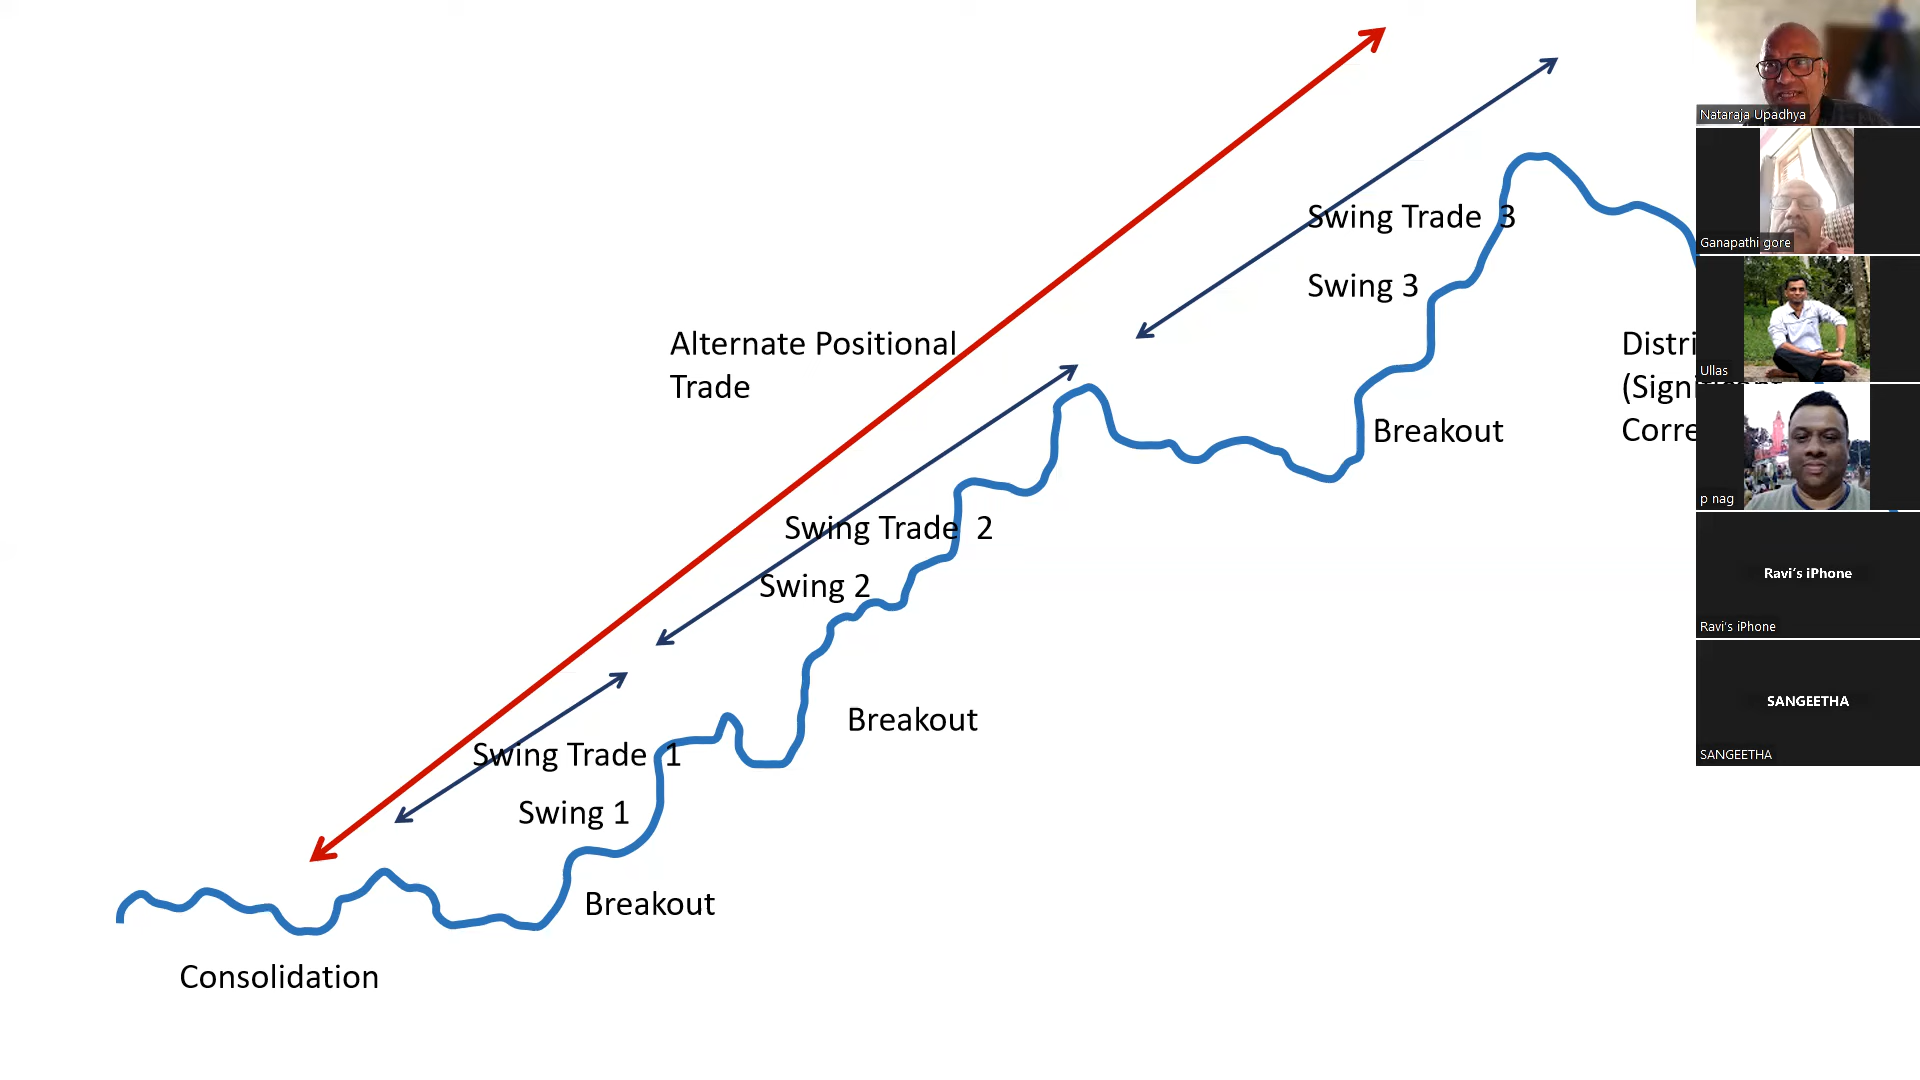 Swing Trade 3
Swing 3
Alternate Positional
Trade
Breakout
Swing Trade 2
Swing 2
Breakout
Swing Trade 1
Swing 1
Breakout
Consolidation
Nataraja Upadhya
Ganapathi gore
Ullas
p nag
Ravi's iPhone
Ravi's iPhone
SANGEETHA
SANGEETHA